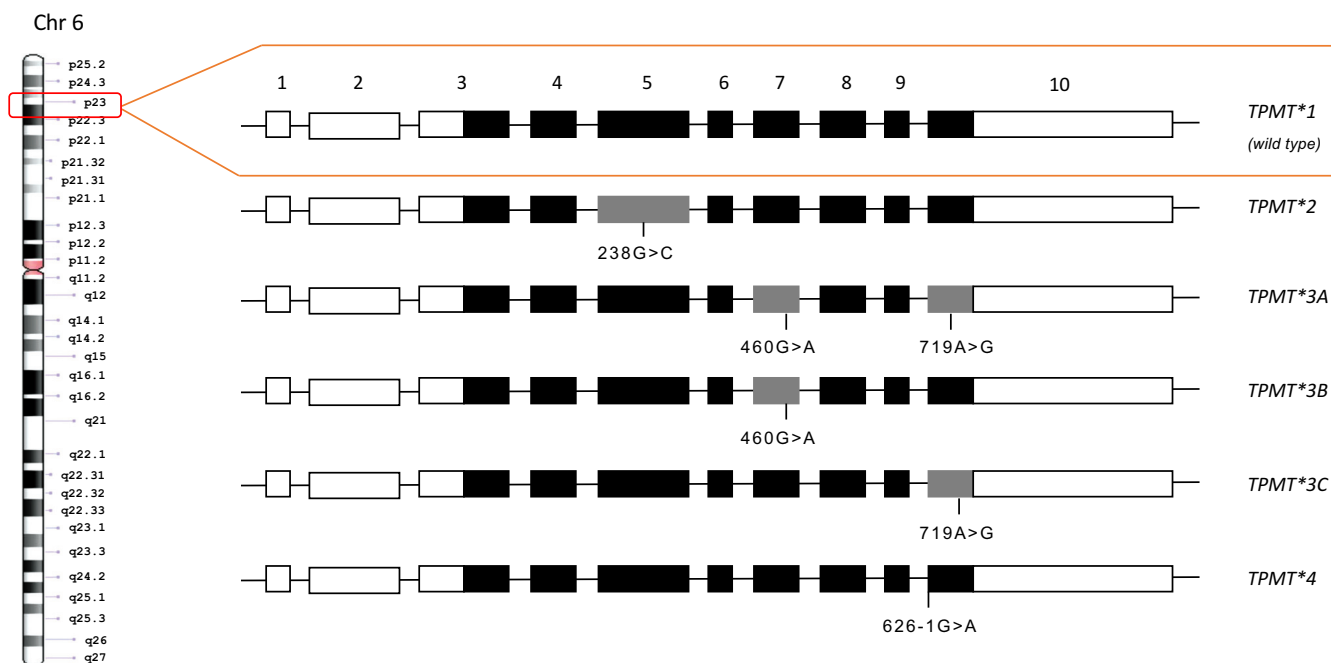 Chr 6
p25.2
p24.3
p23
p22.3
p22.1
p21.32
p21.31
p21.1
p12.3
p12.2
p11.2
q11.2
q12
q14.1
q14.2
q15
q16.1
q16.2
q21
q22.1
q22.31
q22.32
q22.33
q23.1
q23.3
q24.2
q25.1
q25.3
q26
q27
1 2 3 4 5 6 7 8 9 10
TPMT*1
(wild type)
TPMT*2
238G>C
TPMT*3A
460G>A 719A>G
TPMT*3B
460G>A
TPMT*3C
719A>G
TPMT*4
626-1G>A